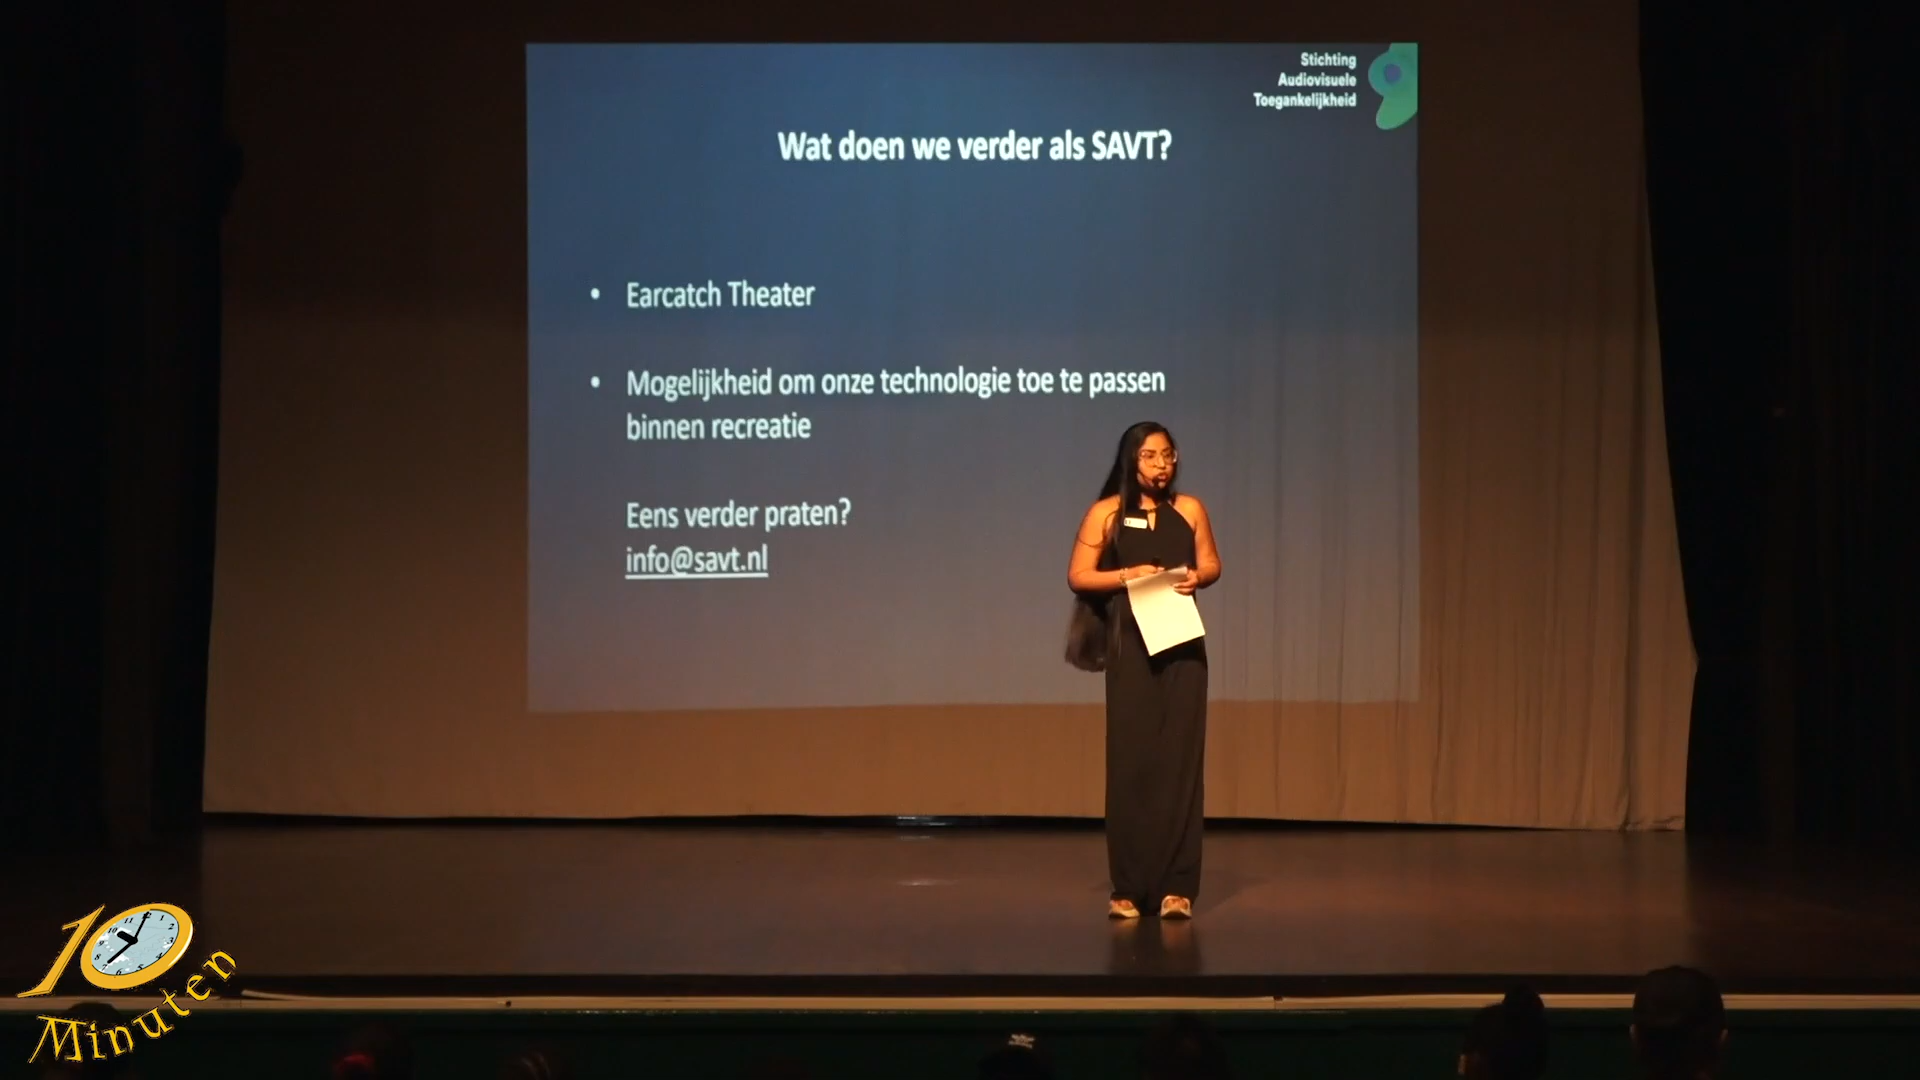 Stichting
Audiovisuele
Toegankelijkheid
Wat doen we verder als SAVT?
• Earcatch Theater
• Mogelijkheid om onze technologie toe te passen
binnen recreatie
Eens verder praten?
info@savt.nl
10
Minuten